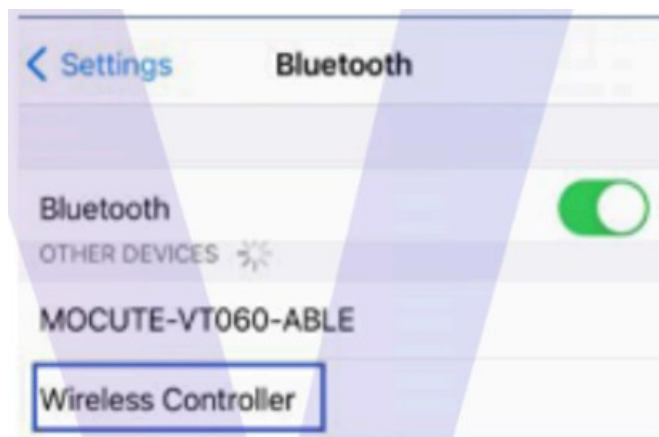 Settings Bluetooth
Bluetooth
OTHER DEVICES
MOCUTE-VT060-ABLE
Wireless Controller